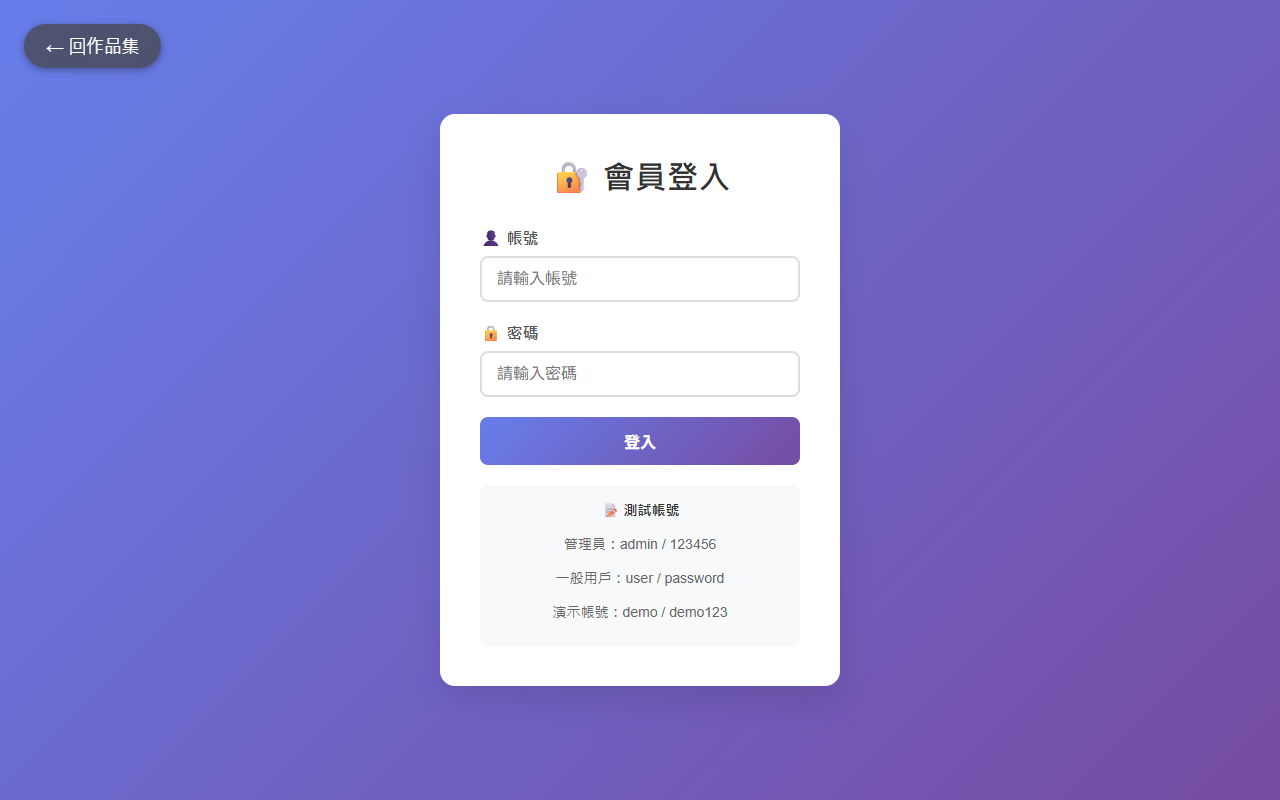 ← 回作品集
🔐 會員登入
👤 帳號
請輸入帳號
🔒 密碼
請輸入密碼
登入
📝 測試帳號
管理員：admin / 123456
一般用戶：user / password
演示帳號：demo / demo123